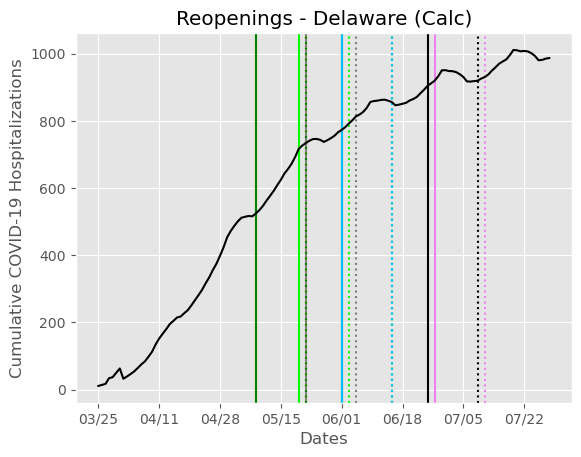 Reopenings - Delaware (Calc)
Cumulative COVID-19 Hospitalizations
1000
800
600
400
200
0
03/25 04/11 04/28 05/15 06/01 06/18 07/05 07/22
Dates